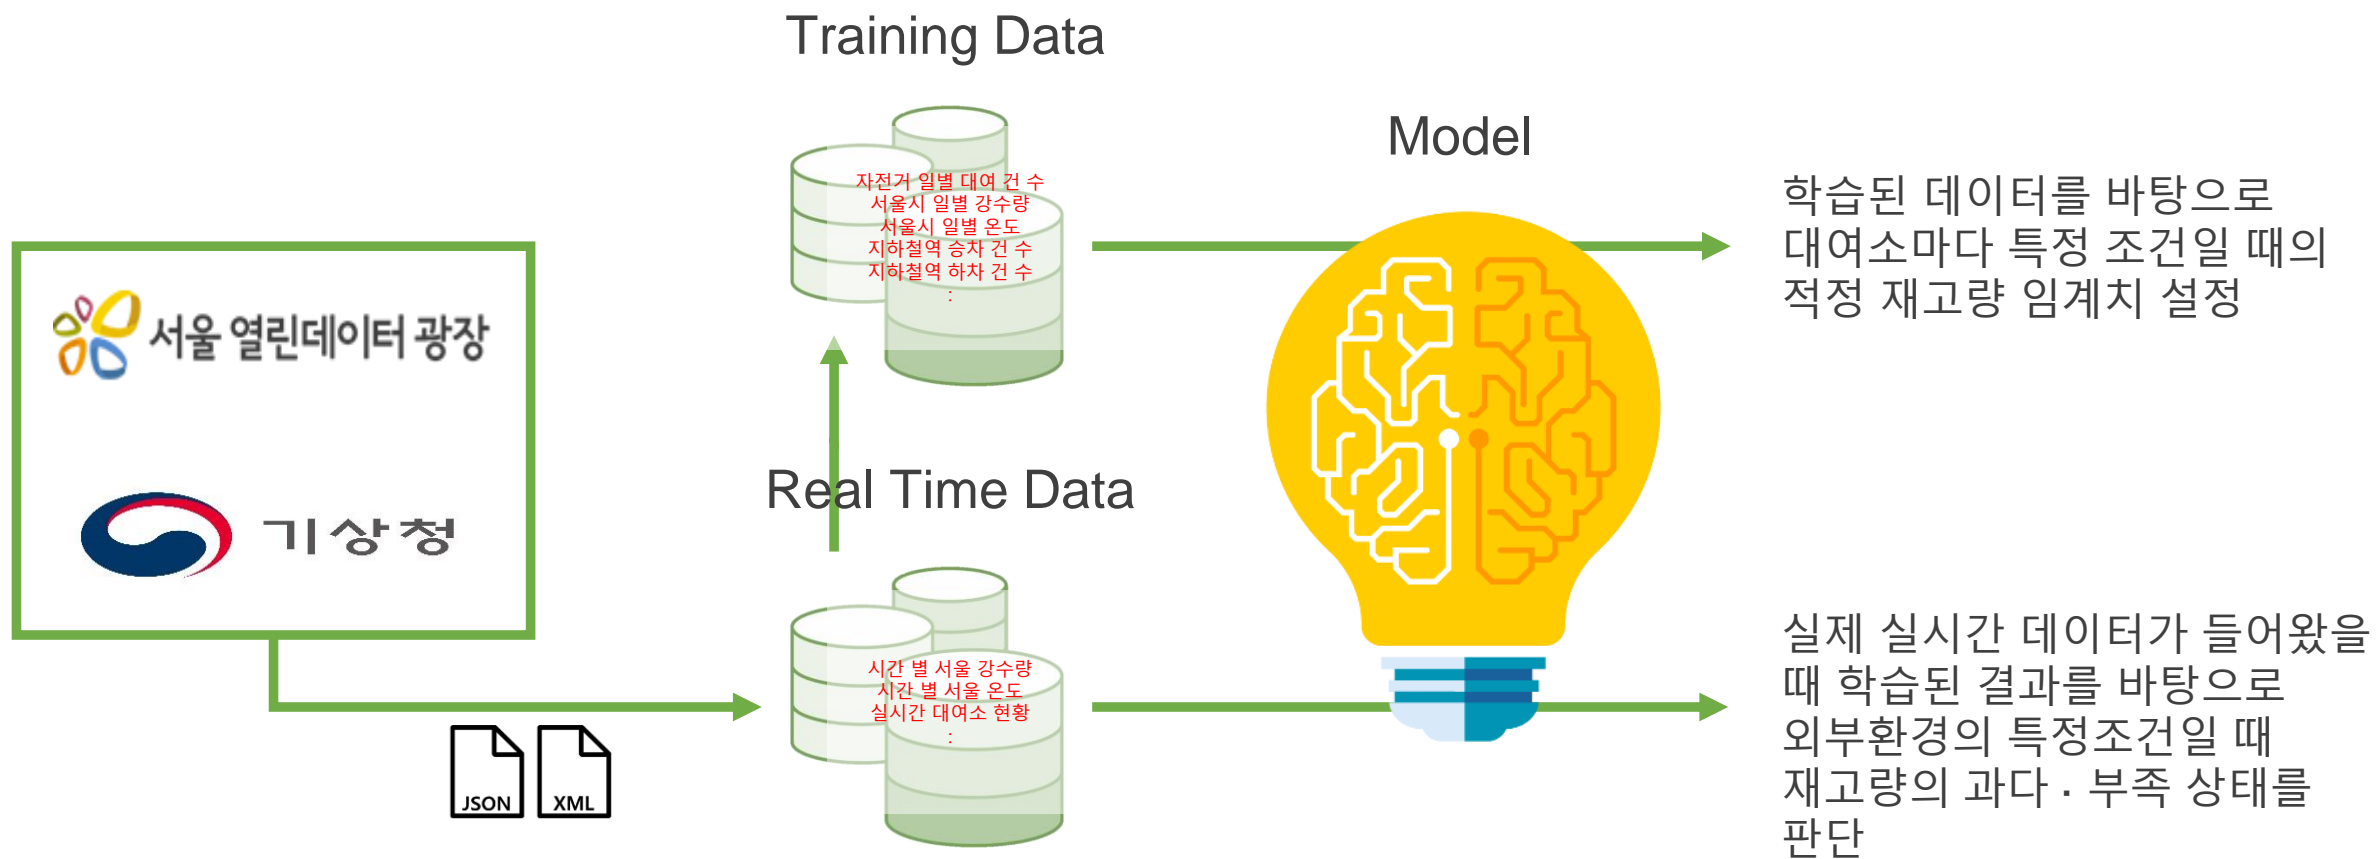 Training Data
자전거 일별 대여 건 수
서울시 일별 강수량
서울시 일별 온도
지하철역 승차 건 수
지하철역 하차 건 수
:
Model
학습된 데이터를 바탕으로
대여소마다 특정 조건일 때의
적정 재고량 임계치 설정
서울 열린데이터 광장
기상청
JSON
XML
Real Time Data
시간 별 서울 강수량
시간 별 서울 온도
실시간 대여소 현황
:
실제 실시간 데이터가 들어왔을
때 학습된 결과를 바탕으로
외부환경의 특정조건일 때
재고량의 과다 · 부족 상태를
판단